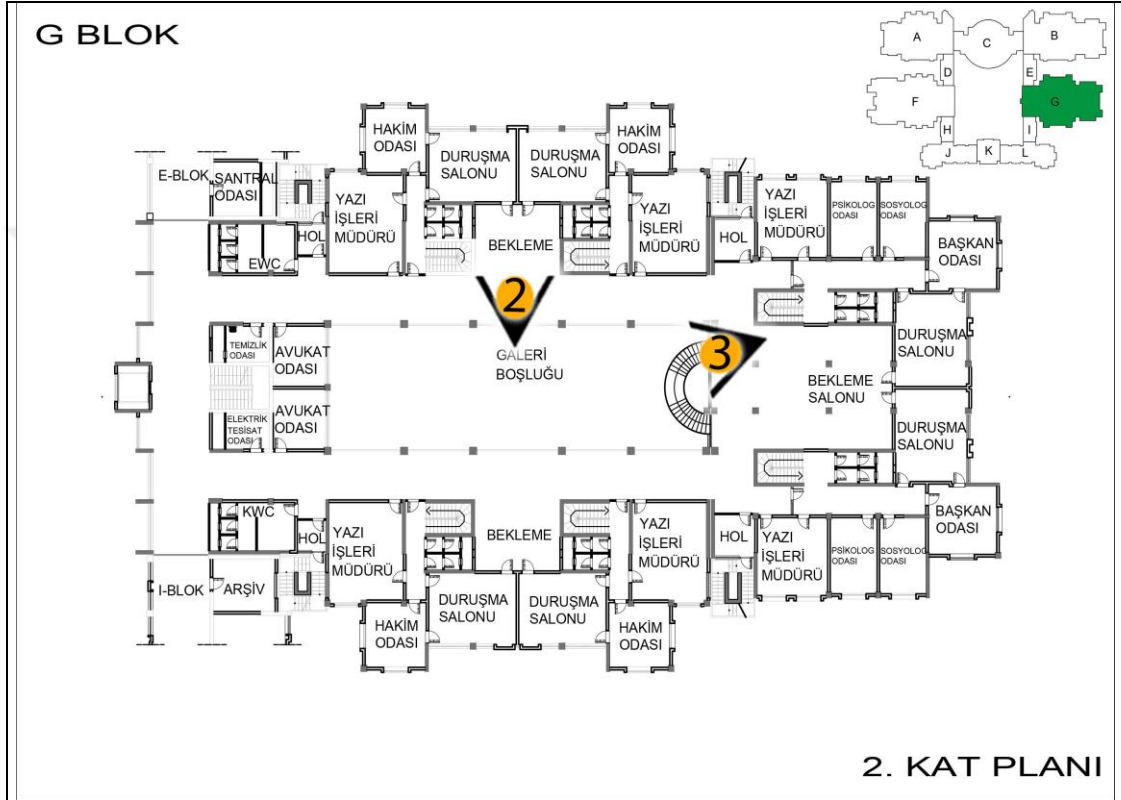 G BLOK
A
B
C
D
E
F
G
H
I
J
K
L
HAKİM
ODASI
DURUŞMA
SALONU
DURUŞMA
SALONU
HAKİM
ODASI
E-BLOK
SANTRAL
ODASI
YAZI
İŞLERİ
MÜDÜRÜ
YAZI
İŞLERİ
MÜDÜRÜ
YAZI
İŞLERİ
MÜDÜRÜ
PSİKOLOG
ODASI
SOSYOLOG
ODASI
HOL
BEKLEME
HOL
BAŞKAN
ODASI
EWC
2
TEMİZLİK
ODASI
AVUKAT
ODASI
GALERİ
BOŞLUĞU
3
DURUŞMA
SALONU
BEKLEME
SALONU
ELEKTRİK
TESİSAT
ODASI
AVUKAT
ODASI
DURUŞMA
SALONU
KWC
HOL
YAZI
İŞLERİ
MÜDÜRÜ
BEKLEME
YAZI
İŞLERİ
MÜDÜRÜ
HOL
YAZI
İŞLERİ
MÜDÜRÜ
PSİKOLOG
ODASI
SOSYOLOG
ODASI
BAŞKAN
ODASI
I-BLOK
ARŞİV
HAKİM
ODASI
DURUŞMA
SALONU
DURUŞMA
SALONU
HAKİM
ODASI
2. KAT PLANI